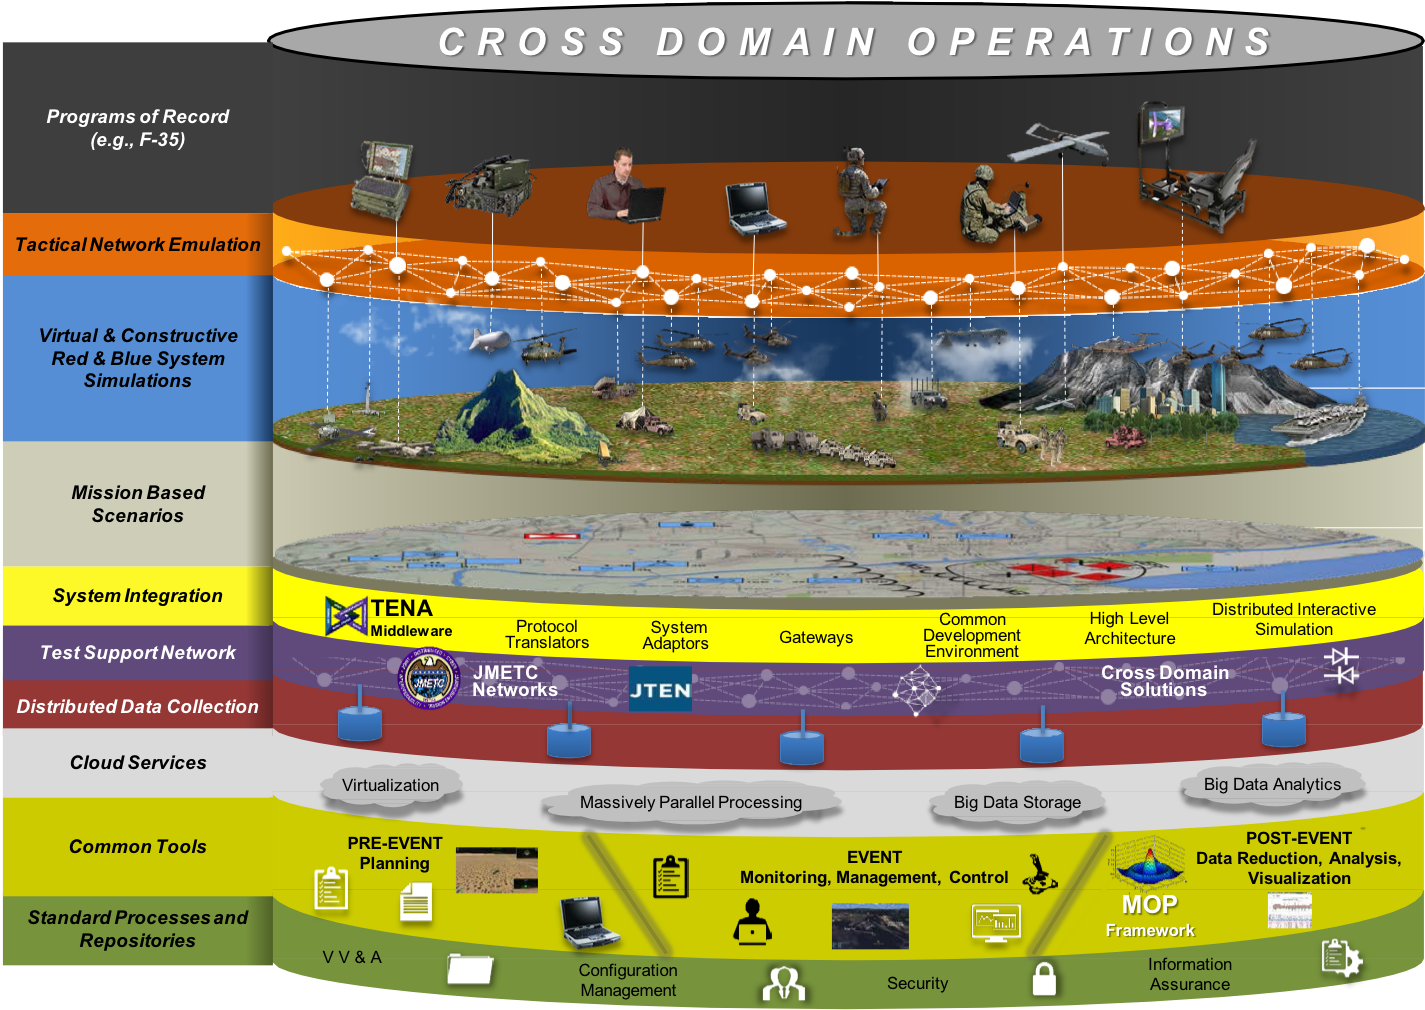 CROSS DOMAIN OPERATIONS
Programs of Record
(e.g., F-35)
Tactical Network Emulation
Virtual & Constructive
Red & Blue System
Simulations
Mission Based
Scenarios
System Integration
TENA
Middleware
Protocol
Translators
System
Adaptors
Gateways
Common
Development
Environment
High Level
Architecture
Distributed Interactive
Simulation
Test Support Network
JMETC
JMETC
Networks
JTEN
Cross Domain
Solutions
Distributed Data Collection
Cloud Services
Virtualization
Massively Parallel Processing
Big Data Storage
Big Data Analytics
Common Tools
PRE-EVENT
Planning
EVENT
Monitoring, Management, Control
POST-EVENT
Data Reduction, Analysis,
Visualization
MOP
Framework
Standard Processes and
Repositories
V V & A
Configuration
Management
Security
Information
Assurance